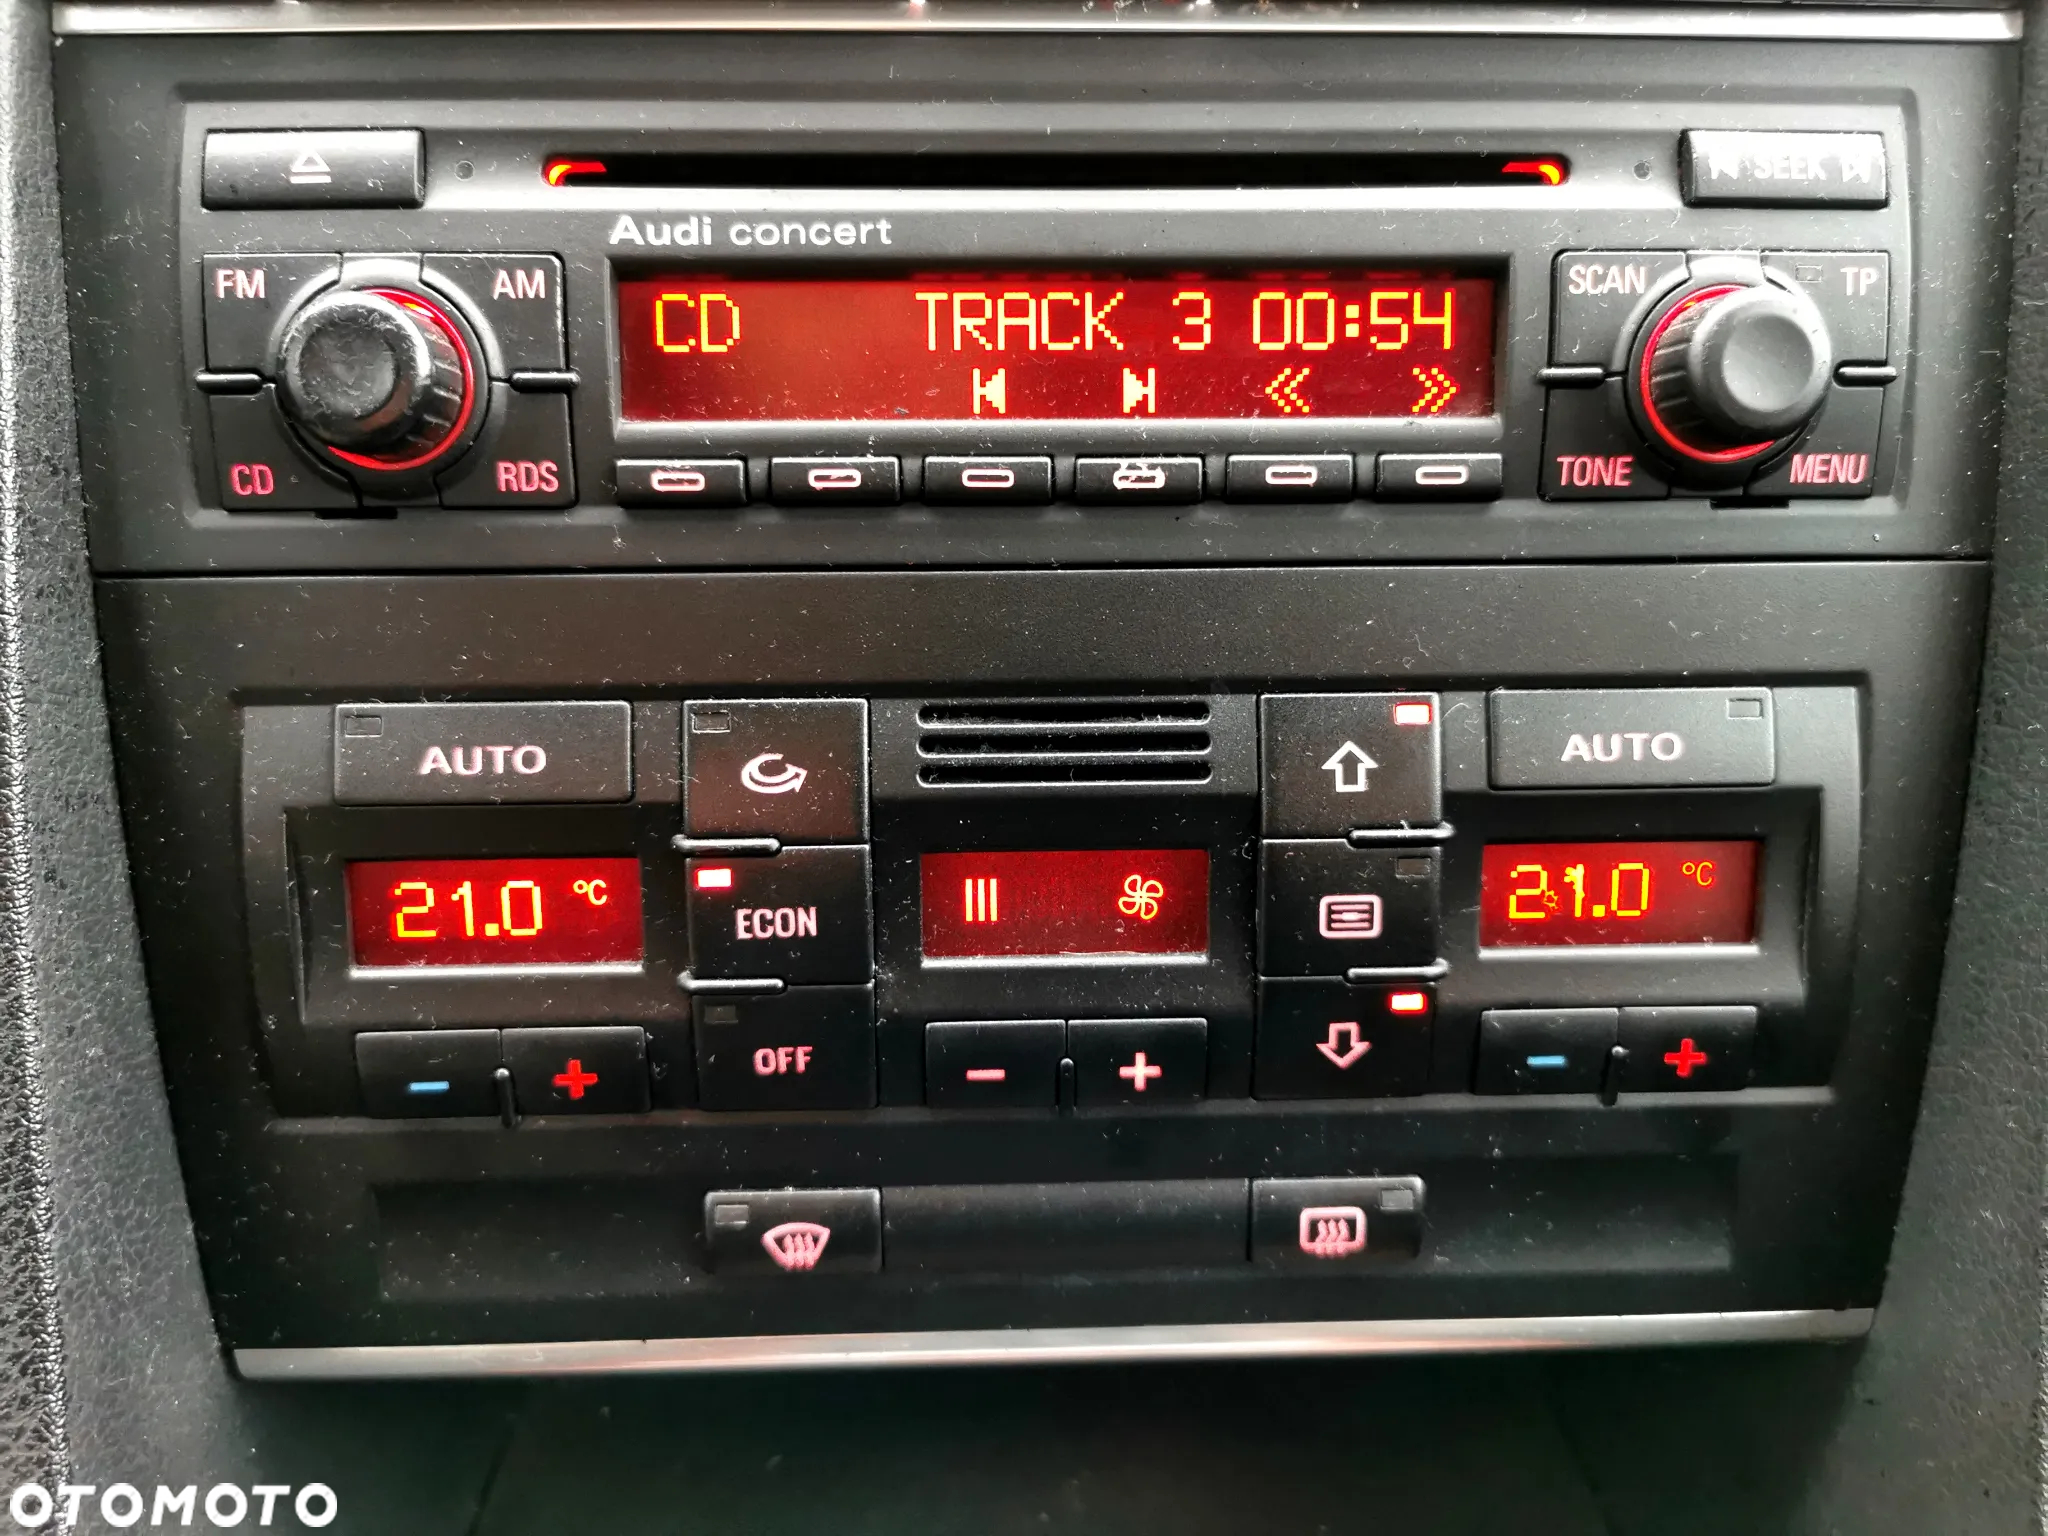 SEEK
Audi concert
FM AM
CD TRACK 3 00:54
SCAN TP
CD RDS
TONE MENU
AUTO
AUTO
21.0 °C
ECON
21.0 °C
OFF
OTOMOTO